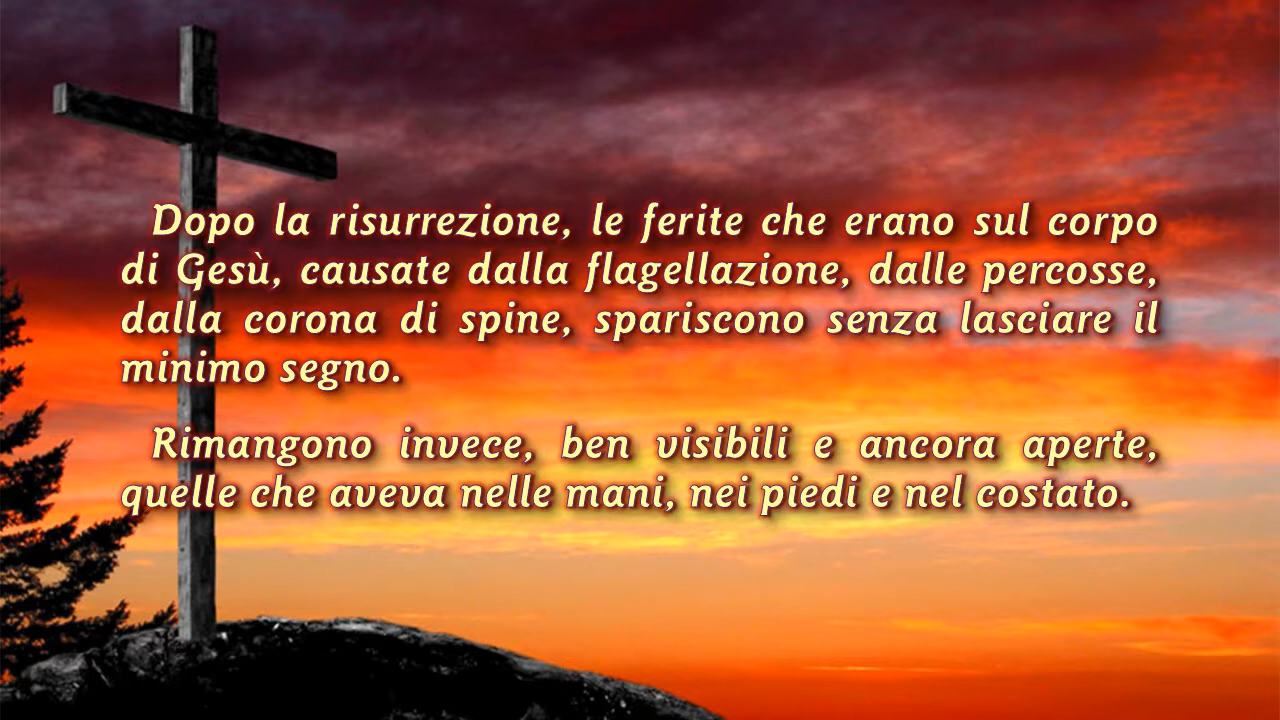 Dopo la risurrezione, le ferite che erano sul corpo
di Gesù, causate dalla flagellazione, dalle percosse,
dalla corona di spine, spariscono senza lasciare il
minimo segno.
Rimangono invece, ben visibili e ancora aperte,
quelle che aveva nelle mani, nei piedi e nel costato.